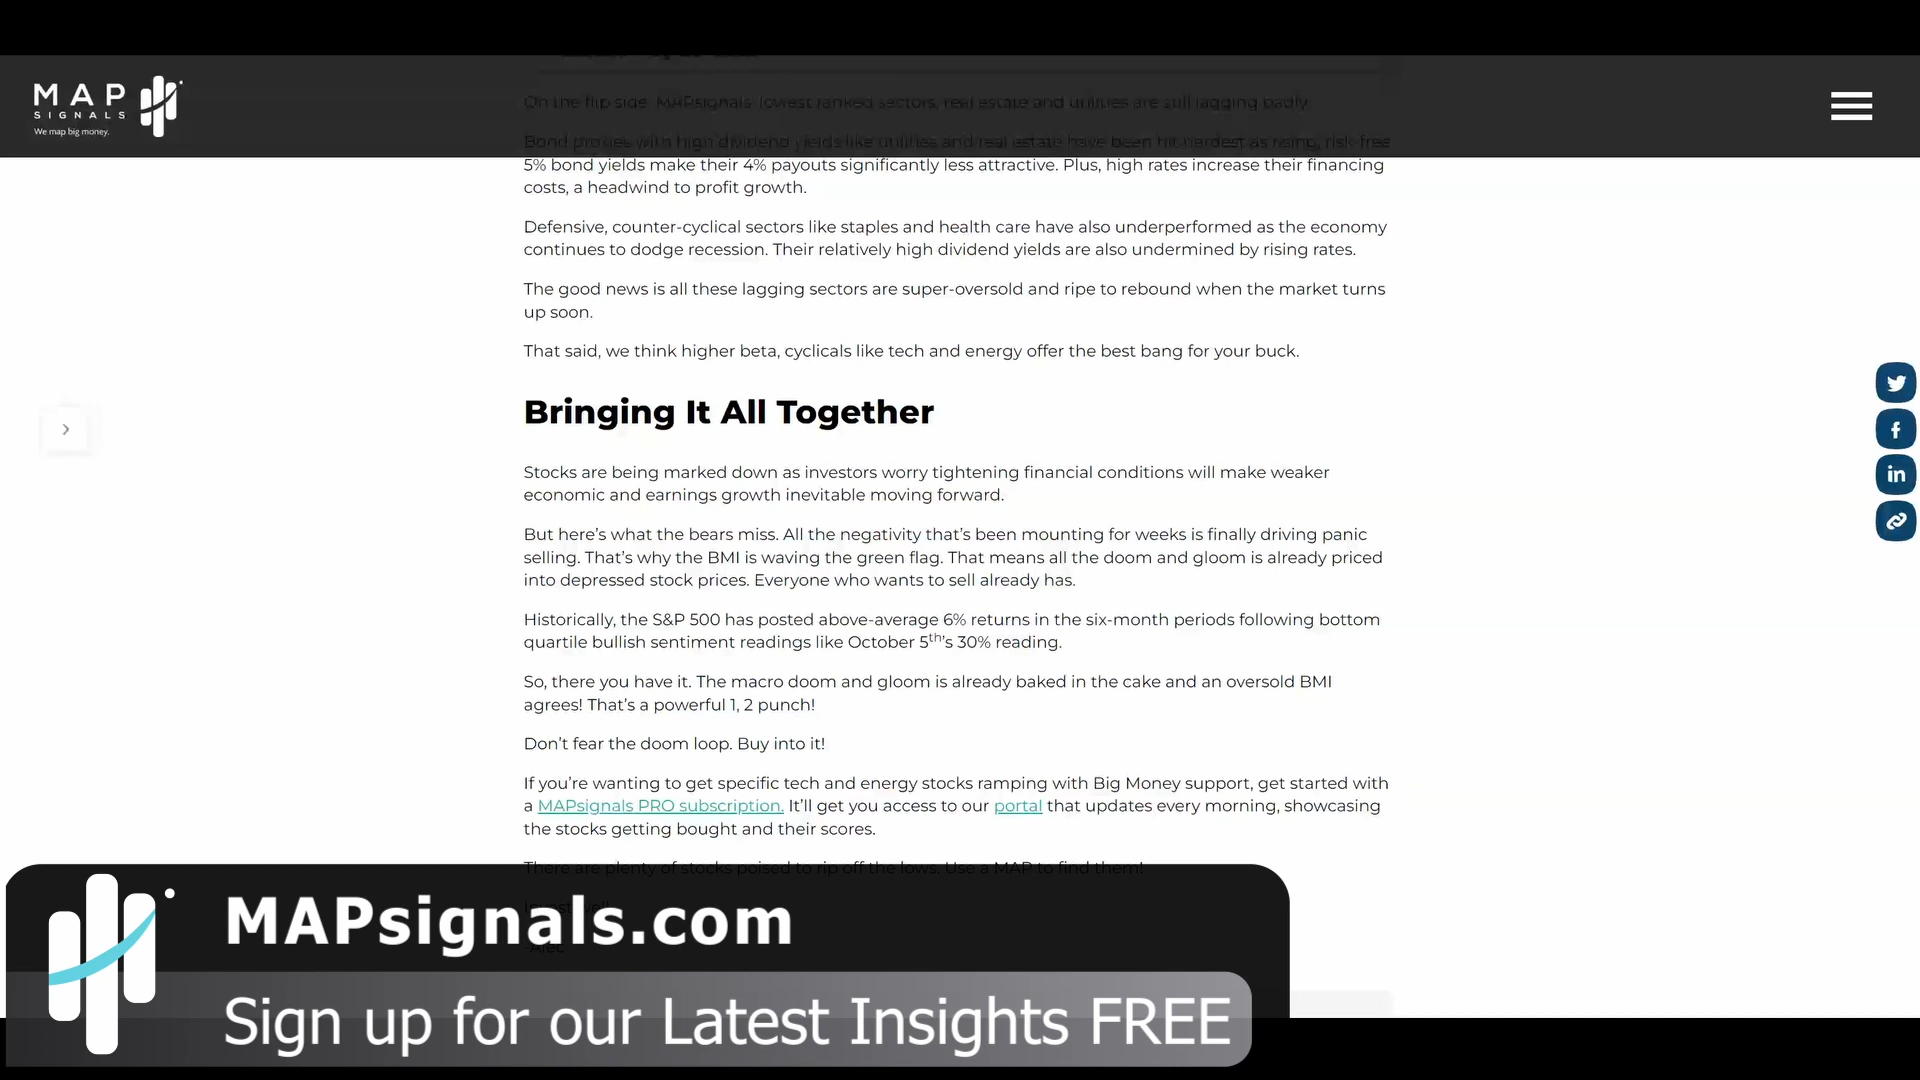 MAP
SIGNALS
We map big money.
On the flip side, MAPsignals' lowest ranked sectors, real estate and utilities are still lagging badly.
Bond proxies with high dividend yields like utilities and real estate have been hit hardest as rising, risk-free
5% bond yields make their 4% payouts significantly less attractive. Plus, high rates increase their financing
costs, a headwind to profit growth.
Defensive, counter-cyclical sectors like staples and health care have also underperformed as the economy
continues to dodge recession. Their relatively high dividend yields are also undermined by rising rates.
The good news is all these lagging sectors are super-oversold and ripe to rebound when the market turns
up soon.
That said, we think higher beta, cyclicals like tech and energy offer the best bang for your buck.
Bringing It All Together
Stocks are being marked down as investors worry tightening financial conditions will make weaker
economic and earnings growth inevitable moving forward.
But here's what the bears miss. All the negativity that's been mounting for weeks is finally driving panic
selling. That's why the BMI is waving the green flag. That means all the doom and gloom is already priced
into depressed stock prices. Everyone who wants to sell already has.
Historically, the S&P 500 has posted above-average 6% returns in the six-month periods following bottom
quartile bullish sentiment readings like October 5th's 30% reading.
So, there you have it. The macro doom and gloom is already baked in the cake and an oversold BMI
agrees! That's a powerful 1, 2 punch!
Don't fear the doom loop. Buy into it!
If you're wanting to get specific tech and energy stocks ramping with Big Money support, get started with
a MAPsignals PRO subscription. It'll get you access to our portal that updates every morning, showcasing
the stocks getting bought and their scores.
There are plenty of stocks poised to rip off the lows. Use a MAP to find them!
MAPsignals.com
Sign up for our Latest Insights FREE